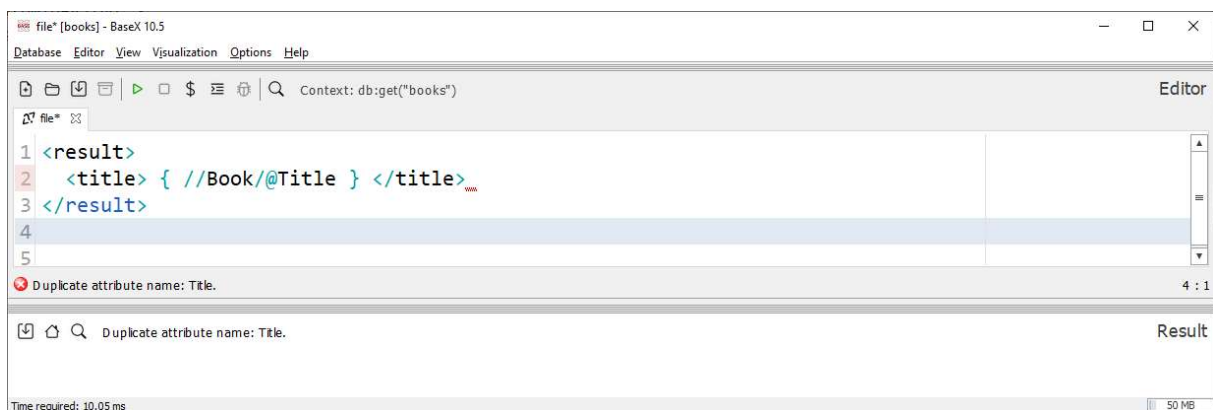 BASE file* [books] - BaseX 10.5
Database Editor View Visualization Options Help
$ Context: db:get("books") Editor
file*
1 <result>
2 <title> { //Book/@Title } </title>
3 </result>
4
5
Duplicate attribute name: Title. 4 : 1
Duplicate attribute name: Title. Result
Time required: 10.05 ms 50 MB